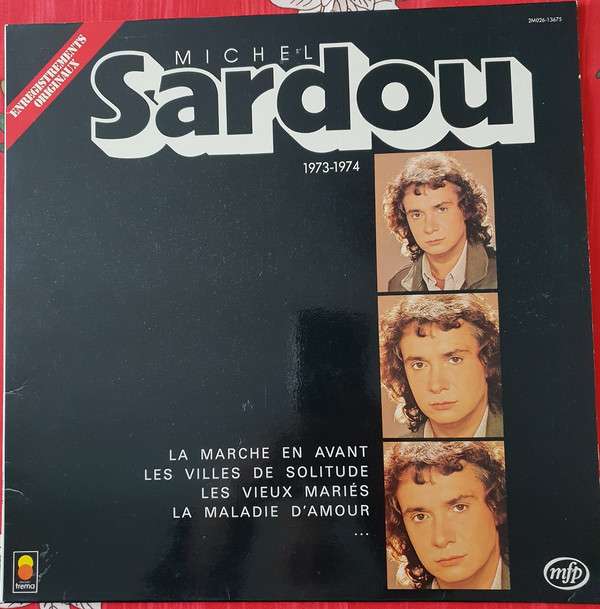 2M026-13675
ENREGISTREMENTS
ORIGINAUX
MICHEL
Sardou
1973-1974
LA MARCHE EN AVANT
LES VILLES DE SOLITUDE
LES VIEUX MARIÉS
LA MALADIE D'AMOUR
...
trema
mfp